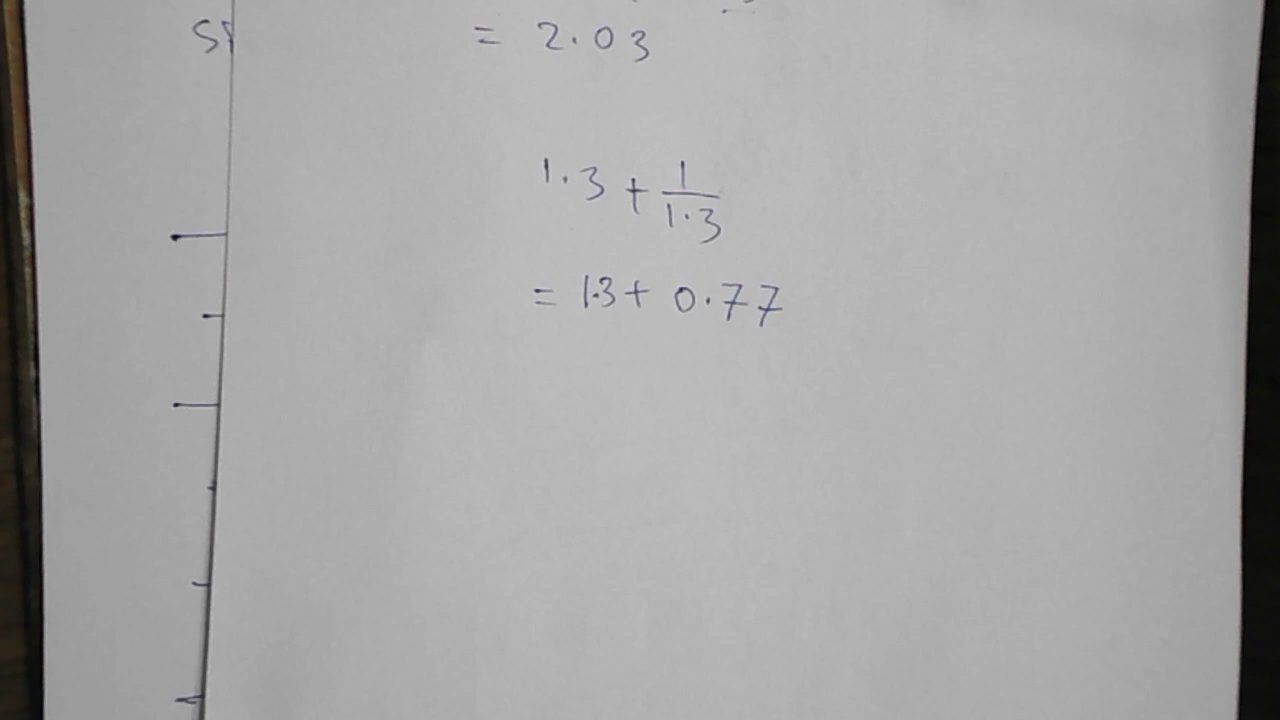 = 2.03
1.3 + 1/1.3
= 1.3 + 0.77